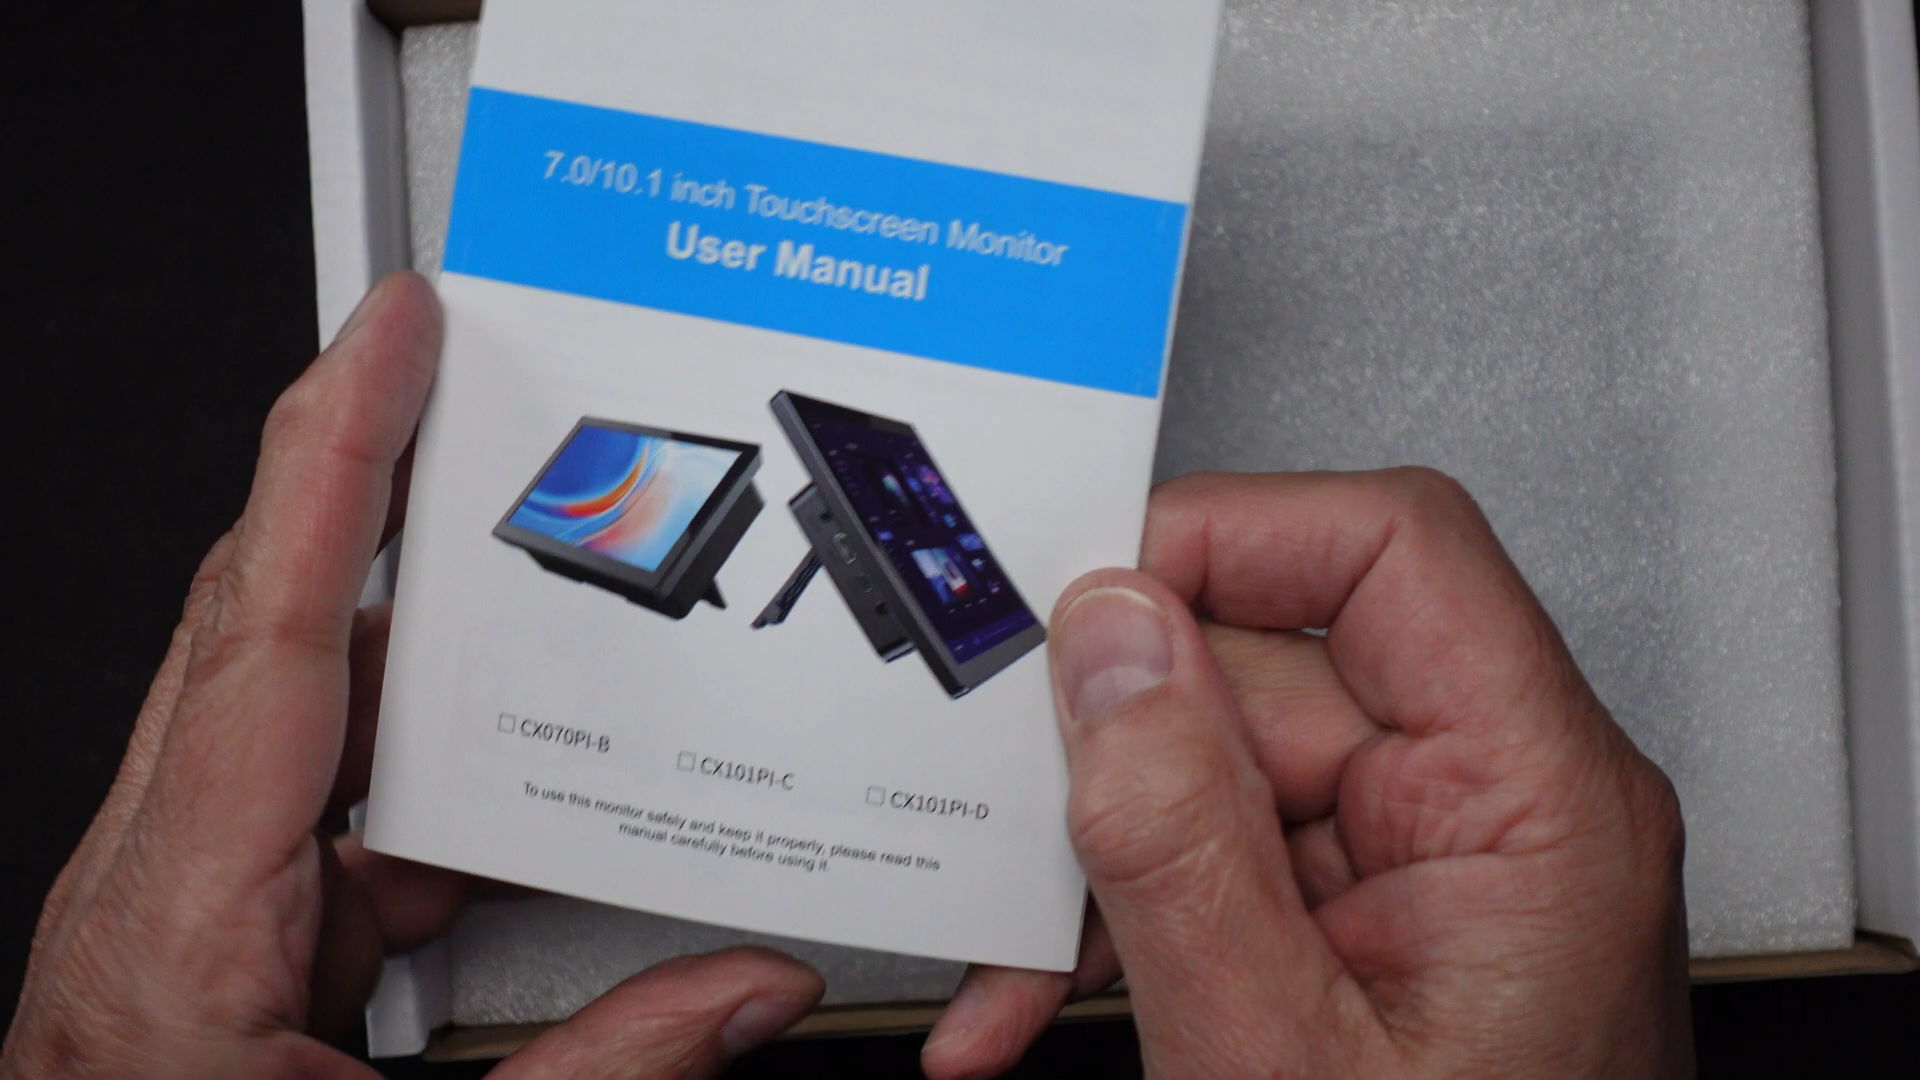 7.0/10.1 inch Touchscreen Monitor
User Manual
☐ CX070PI-B
☐ CX101PI-C
☐ CX101PI-D
To use this monitor safely and keep it properly, please read this
manual carefully before using it.